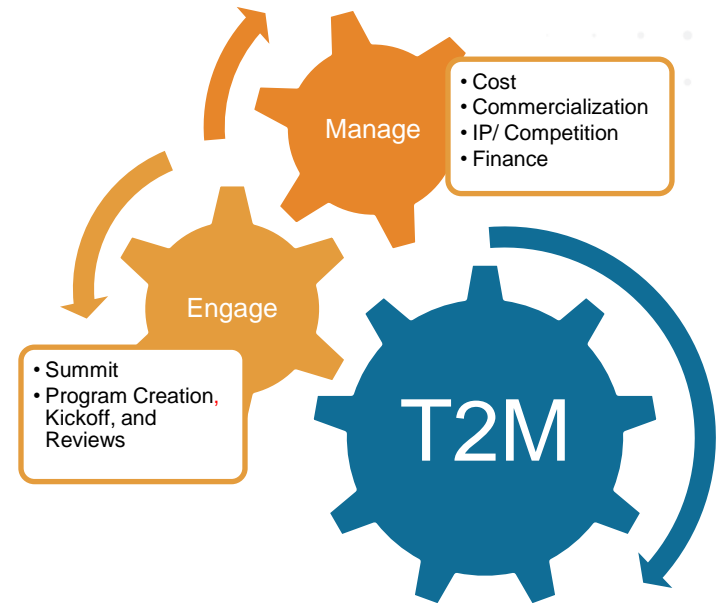 Manage
• Cost
• Commercialization
• IP/ Competition
• Finance
Engage
• Summit
• Program Creation,
Kickoff, and
Reviews
T2M